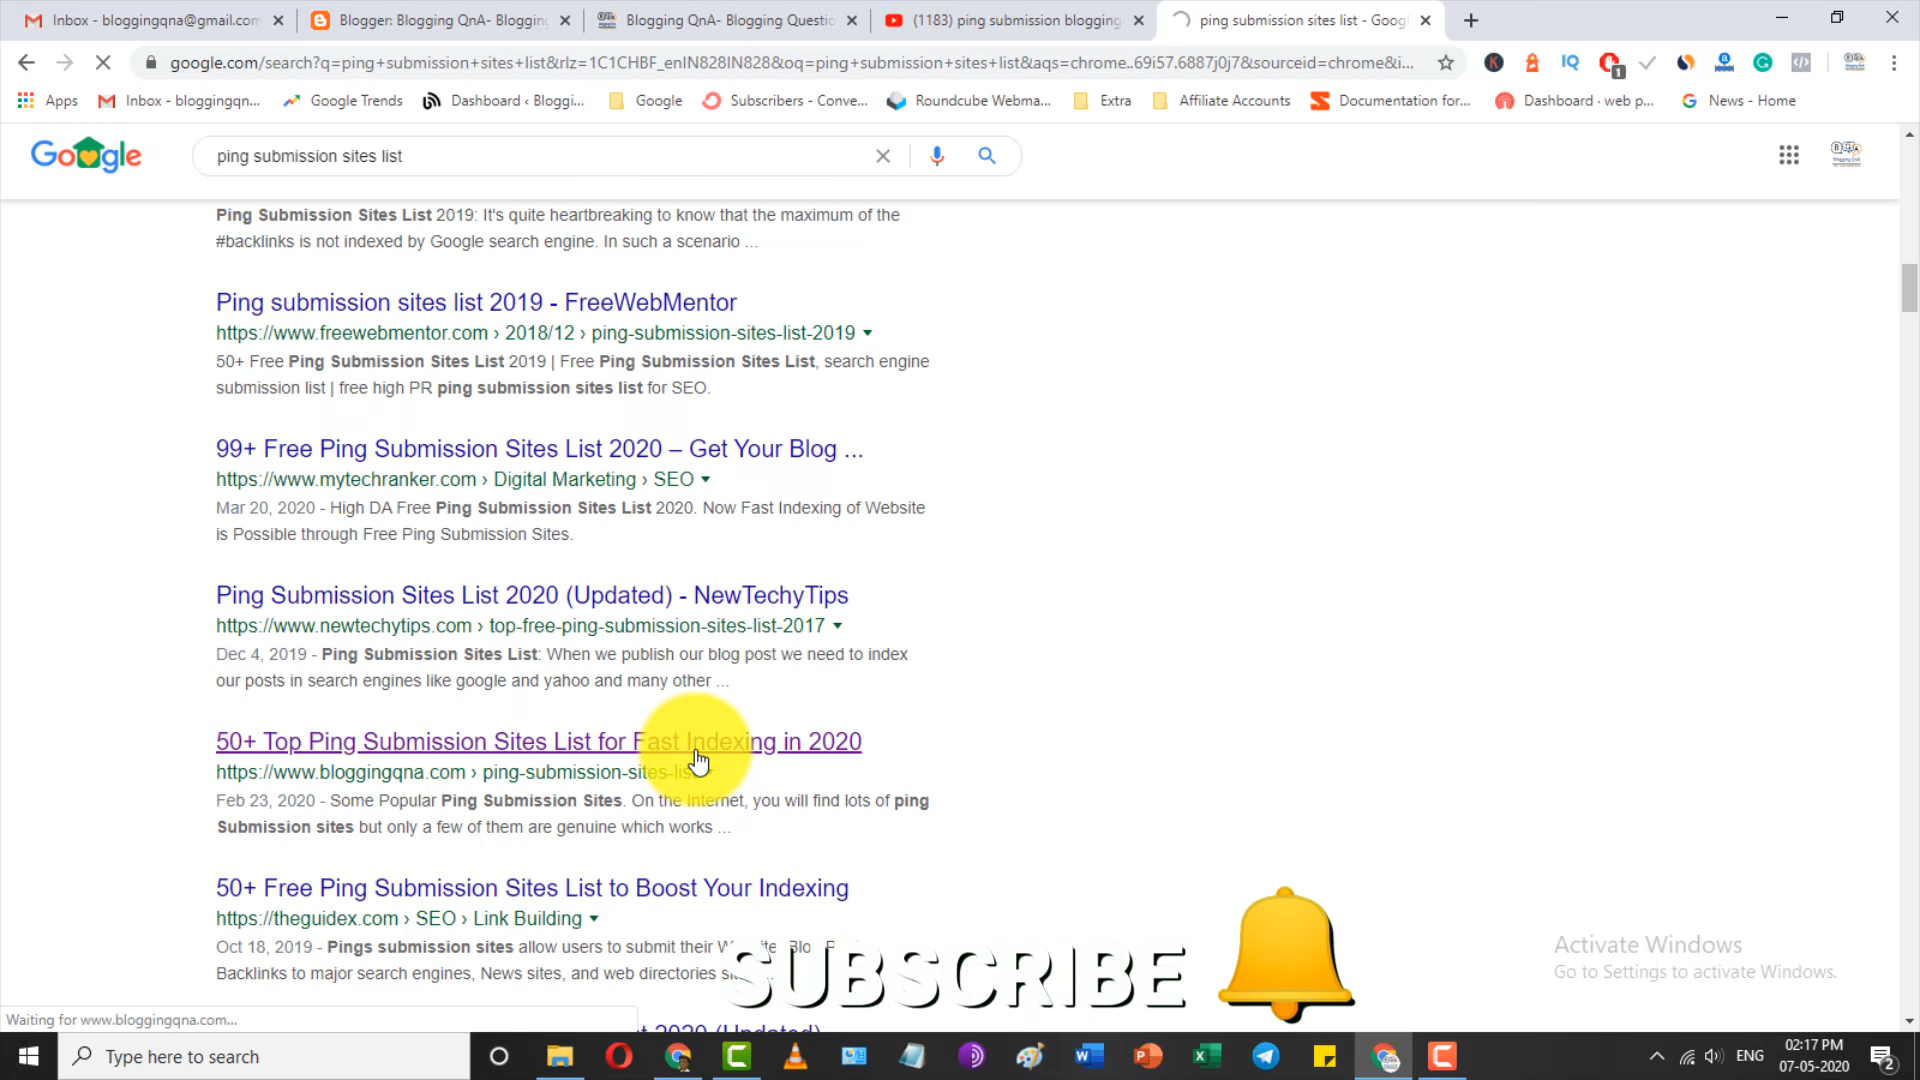 Inbox - bloggingqna@gmail.com
Blogger: Blogging QnA- Blogging
Blogging QnA- Blogging Questio
(1183) ping submission blogging
ping submission sites list - Goog
google.com/search?q=ping+submission+sites+list&rlz=1C1CHBF_enIN828IN828&oq=ping+submission+sites+list&aqs=chrome..69i57.6887j0j7&sourceid=chrome&i...
1
Apps
Inbox - bloggingqn...
Google Trends
Dashboard ‹ Bloggi...
Google
Subscribers - Conve...
Roundcube Webma...
Extra
Affiliate Accounts
Documentation for...
Dashboard · web p...
News - Home
Google
ping submission sites list
Ping Submission Sites List 2019: It's quite heartbreaking to know that the maximum of the
#backlinks is not indexed by Google search engine. In such a scenario ...
Ping submission sites list 2019 - FreeWebMentor
https://www.freewebmentor.com › 2018/12 › ping-submission-sites-list-2019
50+ Free Ping Submission Sites List 2019 | Free Ping Submission Sites List, search engine
submission list | free high PR ping submission sites list for SEO.
99+ Free Ping Submission Sites List 2020 – Get Your Blog ...
https://www.mytechranker.com › Digital Marketing › SEO
Mar 20, 2020 - High DA Free Ping Submission Sites List 2020. Now Fast Indexing of Website
is Possible through Free Ping Submission Sites.
Ping Submission Sites List 2020 (Updated) - NewTechyTips
https://www.newtechytips.com › top-free-ping-submission-sites-list-2017
Dec 4, 2019 - Ping Submission Sites List: When we publish our blog post we need to index
our posts in search engines like google and yahoo and many other ...
50+ Top Ping Submission Sites List for Fast Indexing in 2020
https://www.bloggingqna.com › ping-submission-sites-list
Feb 23, 2020 - Some Popular Ping Submission Sites. On the Internet, you will find lots of ping
Submission sites but only a few of them are genuine which works ...
50+ Free Ping Submission Sites List to Boost Your Indexing
https://theguidex.com › SEO › Link Building
Oct 18, 2019 - Pings submission sites allow users to submit their
Backlinks to major search engines, News sites, and web directories
SUBSCRIBE
Activate Windows
Go to Settings to activate Windows.
Waiting for www.bloggingqna.com...
2020 (Updated)
Type here to search
ENG
02:17 PM
07-05-2020
2